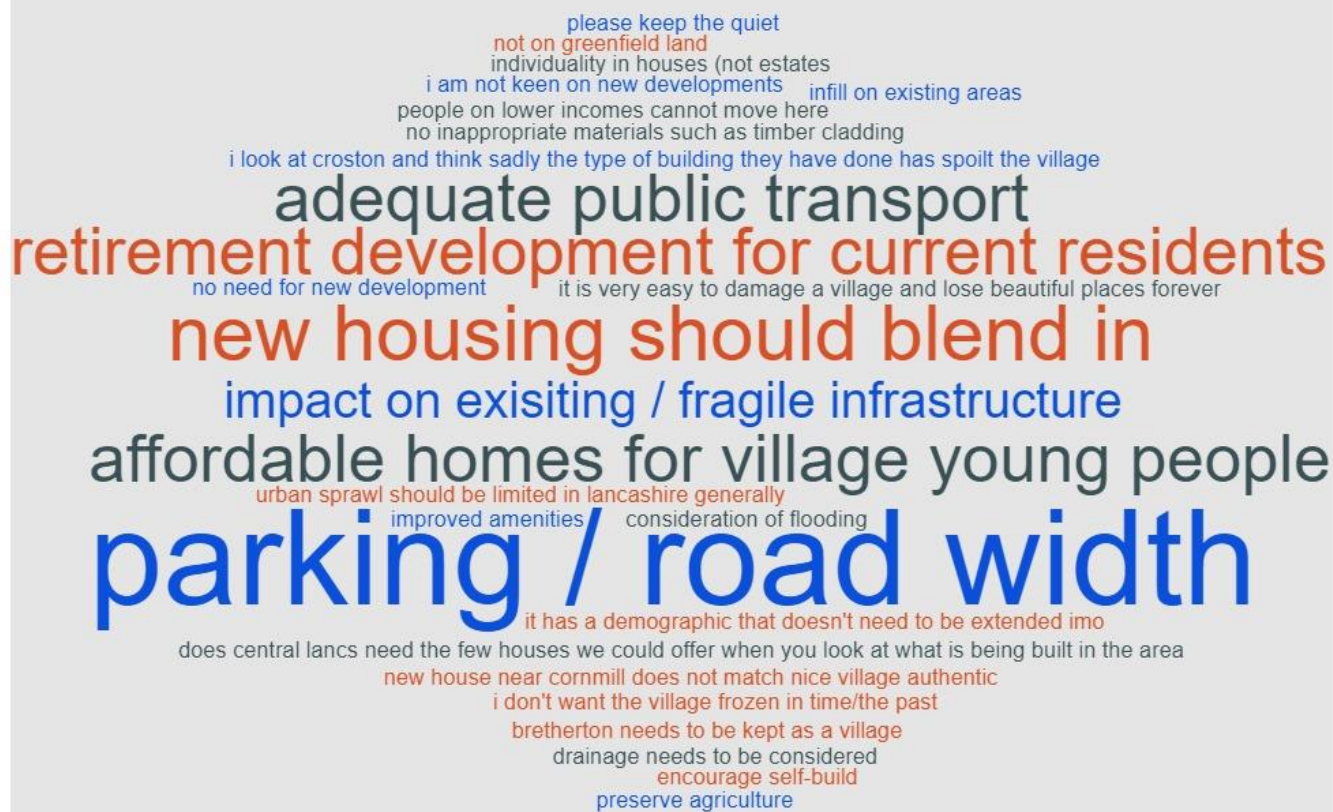 please keep the quiet
not on greenfield land
individuality in houses (not estates
i am not keen on new developments
infill on existing areas
people on lower incomes cannot move here
no inappropriate materials such as timber cladding
i look at croston and think sadly the type of building they have done has spoilt the village
adequate public transport
retirement development for current residents
no need for new development
it is very easy to damage a village and lose beautiful places forever
new housing should blend in
impact on exisiting / fragile infrastructure
affordable homes for village young people
urban sprawl should be limited in lancashire generally
improved amenities
consideration of flooding
parking / road width
it has a demographic that doesn't need to be extended imo
does central lancs need the few houses we could offer when you look at what is being built in the area
new house near cornmill does not match nice village authentic
i don't want the village frozen in time/the past
bretherton needs to be kept as a village
drainage needs to be considered
encourage self-build
preserve agriculture